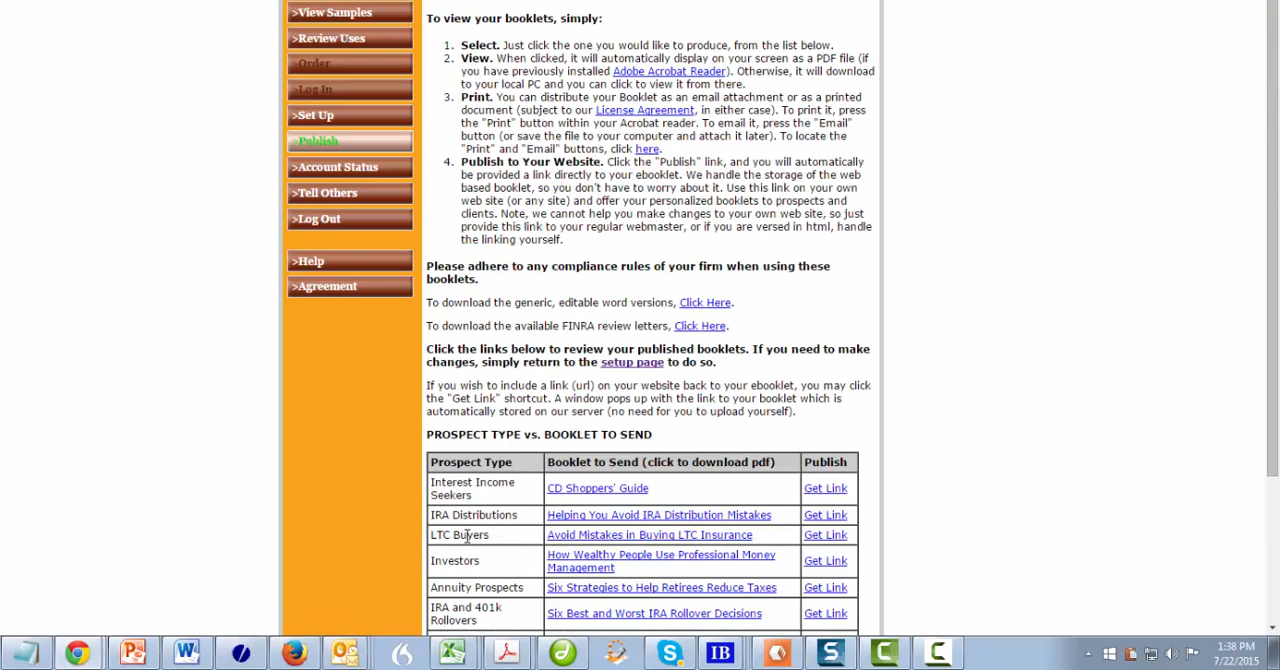 >View Samples
>Review Uses
>Order
>Log In
>Set Up
>Publish
>Account Status
>Tell Others
>Log Out
>Help
>Agreement
To view your booklets, simply:
1. Select. Just click the one you would like to produce, from the list below.
2. View. When clicked, it will automatically display on your screen as a PDF file (if
you have previously installed Adobe Acrobat Reader). Otherwise, it will download
to your local PC and you can click to view it from there.
3. Print. You can distribute your Booklet as an email attachment or as a printed
document (subject to our License Agreement, in either case). To print it, press
the "Print" button within your Acrobat reader. To email it, press the "Email"
button (or save the file to your computer and attach it later). To locate the
"Print" and "Email" buttons, click here.
4. Publish to Your Website. Click the "Publish" link, and you will automatically
be provided a link directly to your ebooklet. We handle the storage of the web
based booklet, so you don't have to worry about it. Use this link on your own
web site (or any site) and offer your personalized booklets to prospects and
clients. Note, we cannot help you make changes to your own web site, so just
provide this link to your regular webmaster, or if you are versed in html, handle
the linking yourself.
Please adhere to any compliance rules of your firm when using these
booklets.
To download the generic, editable word versions, Click Here.
To download the available FINRA review letters, Click Here.
Click the links below to review your published booklets. If you need to make
changes, simply return to the setup page to do so.
If you wish to include a link (url) on your website back to your ebooklet, you may click
the "Get Link" shortcut. A window pops up with the link to your booklet which is
automatically stored on our server (no need for you to upload yourself).
PROSPECT TYPE vs. BOOKLET TO SEND
Prospect Type Booklet to Send (click to download pdf) Publish
Interest Income
Seekers CD Shoppers' Guide Get Link
IRA Distributions Helping You Avoid IRA Distribution Mistakes Get Link
LTC Buyers Avoid Mistakes in Buying LTC Insurance Get Link
Investors How Wealthy People Use Professional Money
Management Get Link
Annuity Prospects Six Strategies to Help Retirees Reduce Taxes Get Link
IRA and 401k
Rollovers Six Best and Worst IRA Rollover Decisions Get Link
IB
1:38 PM
7/22/2015